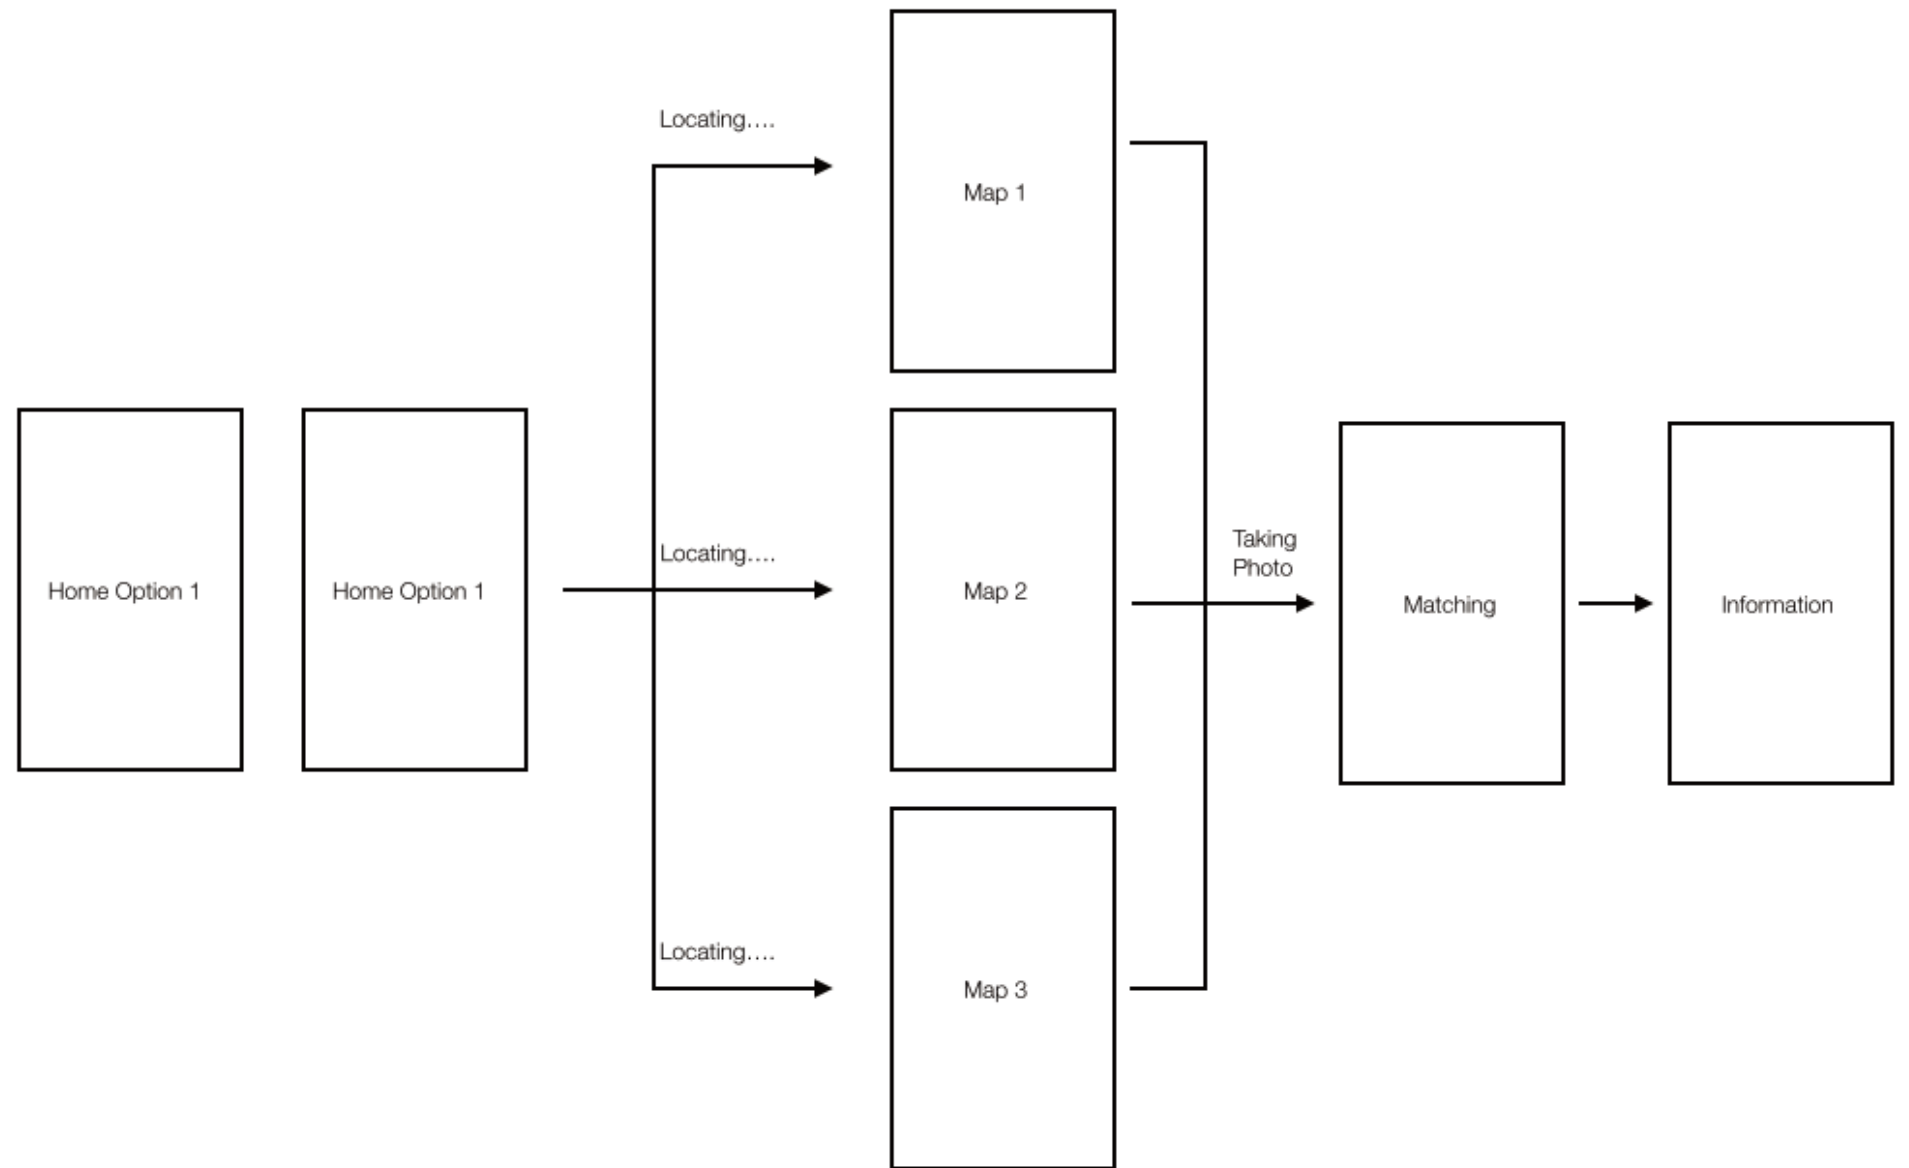 Locating....
Map 1
Home Option 1
Home Option 1
Locating....
Map 2
Taking
Photo
Matching
Information
Locating....
Map 3